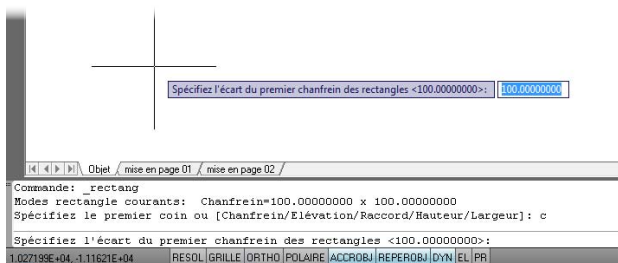 Spécifiez l'écart du premier chanfrein des rectangles <100.00000000>: 100.00000000
Objet / mise en page 01 / mise en page 02 /
Commande: _rectang
Modes rectangle courants: Chanfrein=100.00000000 x 100.00000000
Spécifiez le premier coin ou [Chanfrein/Elévation/Raccord/Hauteur/Largeur]: c
Spécifiez l'écart du premier chanfrein des rectangles <100.00000000>:
1.027199E+04, -1.11621E+04 RESOL GRILLE ORTHO POLAIRE ACCROBJ REPEROBJ DYN EL PR